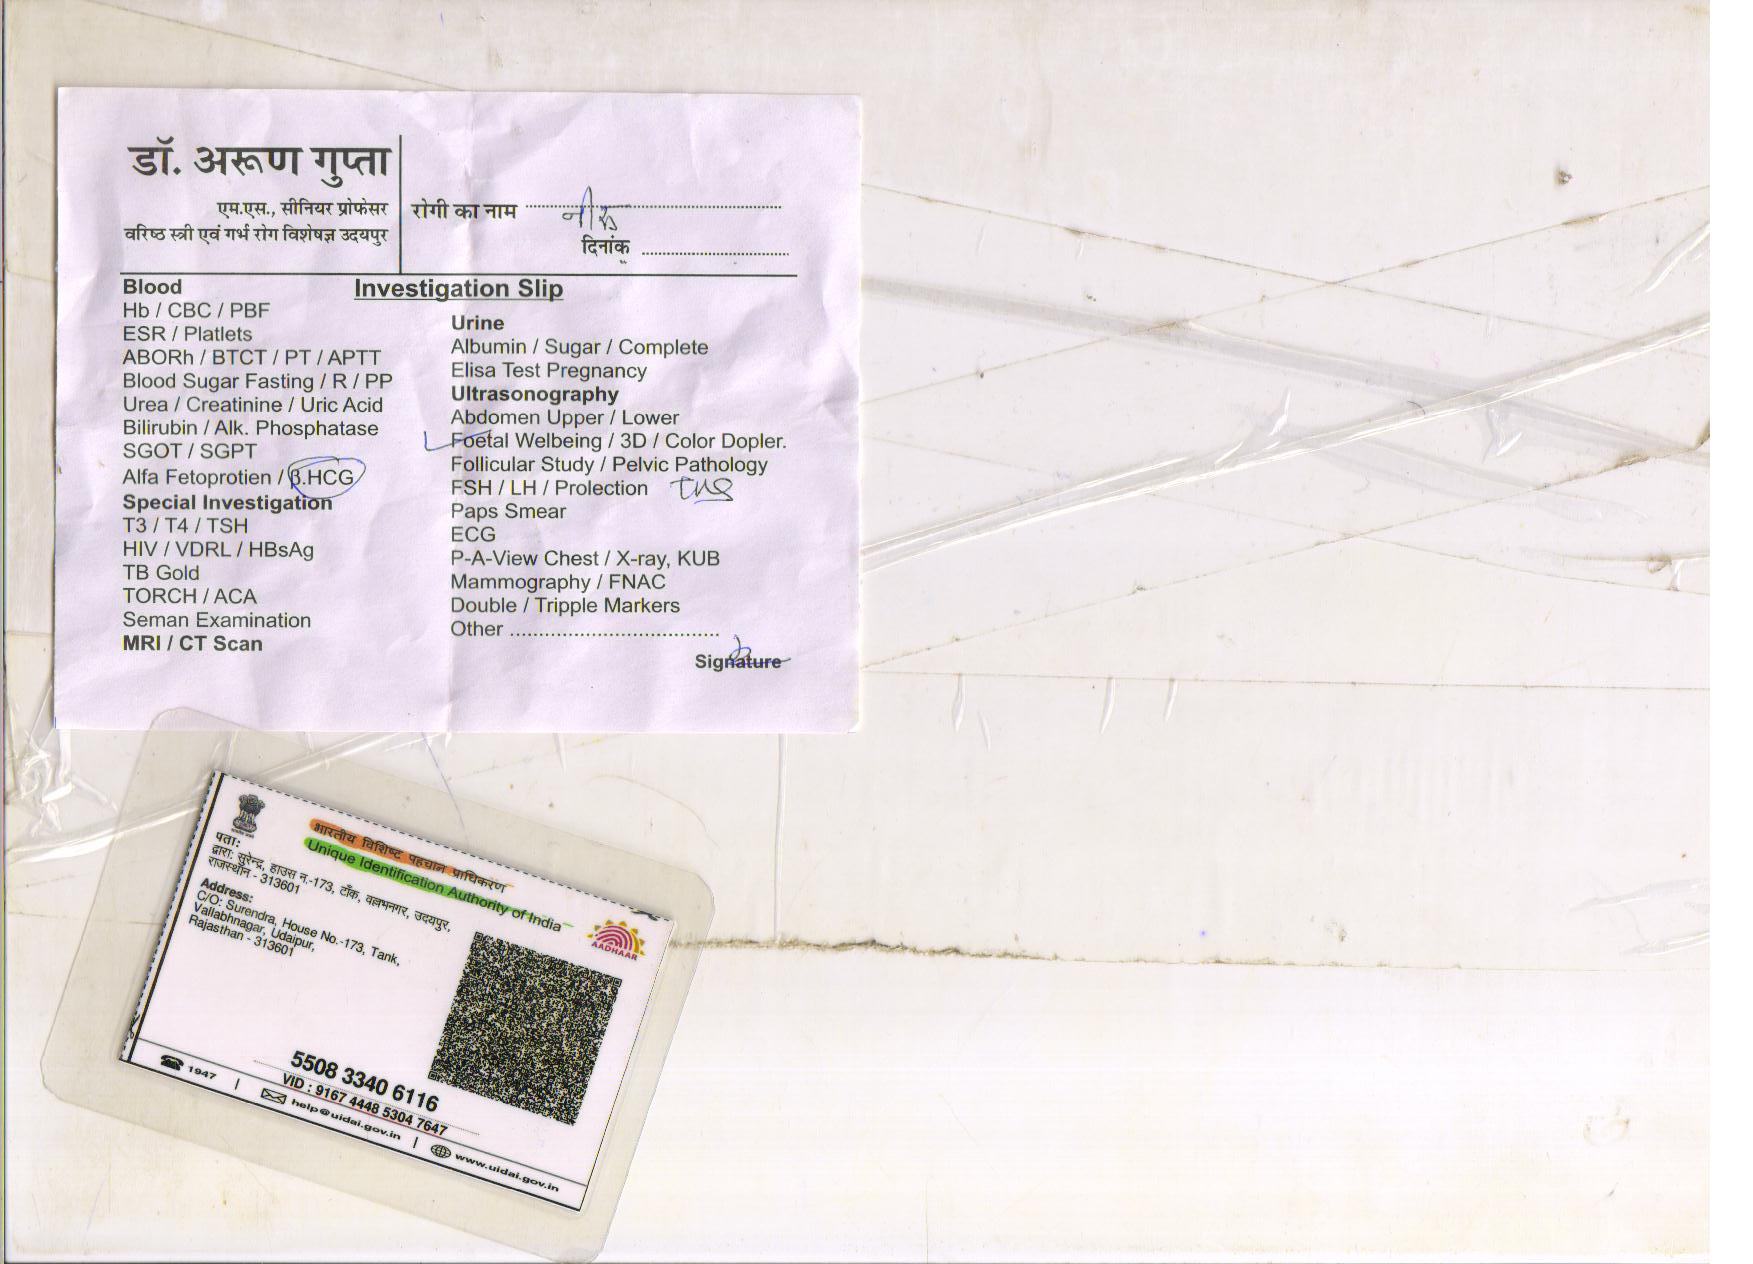 डॉ. अरूण गुप्ता
एम.एस., सीनियर प्रोफेसर
वरिष्ठ स्त्री एवं गर्भ रोग विशेषज्ञ उदयपुर
रोगी का नाम
दिनांक
Investigation Slip
Blood
Hb / CBC / PBF
ESR / Platlets
ABORh / BTCT / PT / APTT
Blood Sugar Fasting / R / PP
Urea / Creatinine / Uric Acid
Bilirubin / Alk. Phosphatase
SGOT / SGPT
Alfa Fetoprotien / β.HCG
Special Investigation
T3 / T4 / TSH
HIV / VDRL / HBsAg
TB Gold
TORCH / ACA
Seman Examination
MRI / CT Scan
Urine
Albumin / Sugar / Complete
Elisa Test Pregnancy
Ultrasonography
Abdomen Upper / Lower
Foetal Welbeing / 3D / Color Dopler.
Follicular Study / Pelvic Pathology
FSH / LH / Prolection
Paps Smear
ECG
P-A-View Chest / X-ray, KUB
Mammography / FNAC
Double / Tripple Markers
Other
Signature
भारतीय विशिष्ट पहचान प्राधिकरण
Unique Identification Authority of India
पता:
द्वारा: सुरेन्द्र, हाउस न.-173, टाँक, वल्लभनगर, उदयपुर,
राजस्थान - 313601
Address:
C/O: Surendra, House No.-173, Tank,
Vallabhnagar, Udaipur,
Rajasthan - 313601
AADHAAR
5508 3340 6116
VID : 9167 4448 5304 7647
1947 | help@uidai.gov.in | www.uidai.gov.in